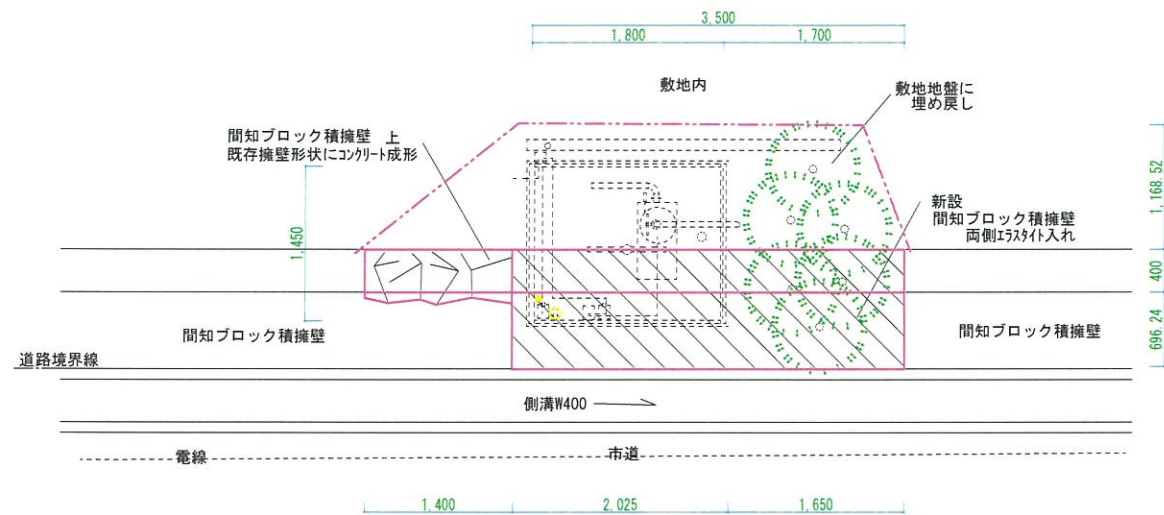 3,500
1,800
1,700
敷地内
敷地地盤に
埋め戻し
間知ブロック積擁壁 上
既存擁壁形状にｺﾝｸﾘｰﾄ成形
新設
間知ブロック積擁壁
両側ｴﾗｽﾀｲﾄ入れ
1,450
1,168.52
400
696.24
間知ブロック積擁壁
間知ブロック積擁壁
道路境界線
側溝W400
電線
市道
1,400
2,025
1,650